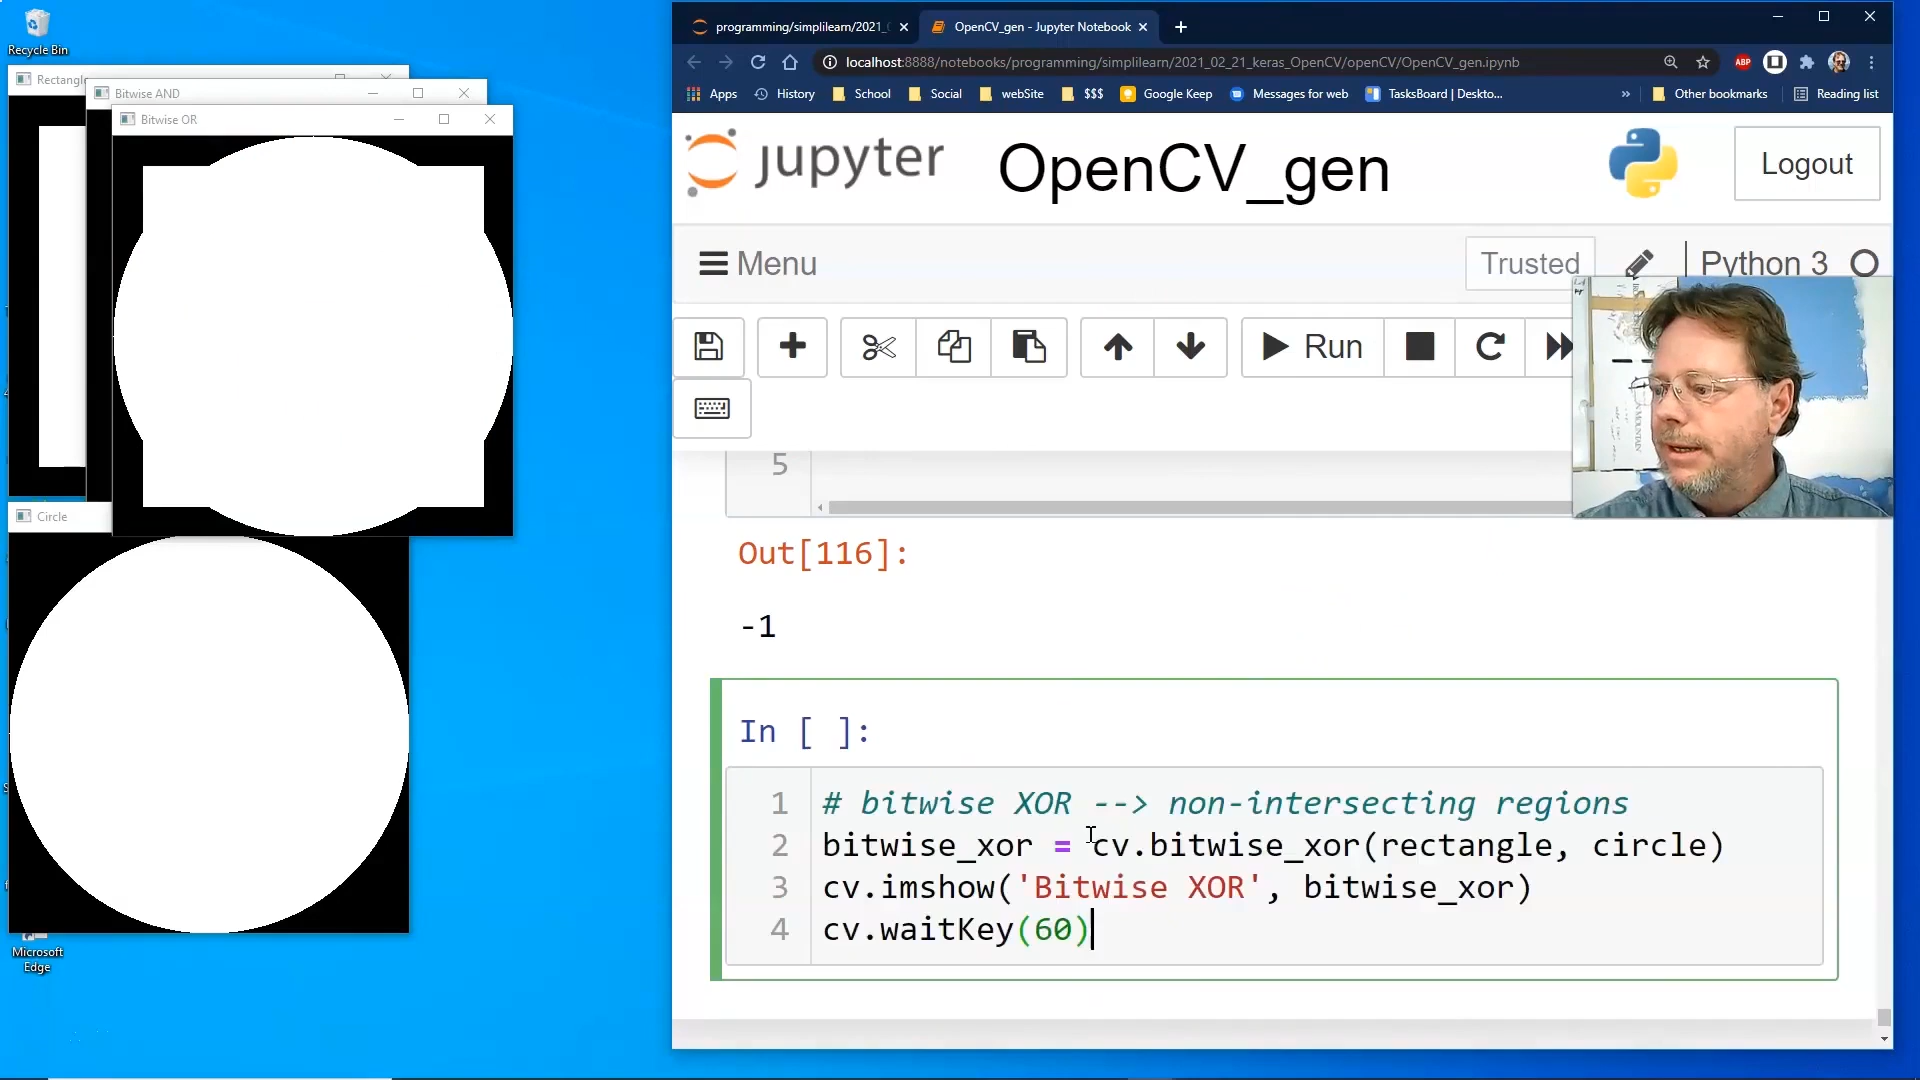 Recycle Bin
Rectangle
Bitwise AND
Bitwise OR
Circle
Microsoft
Edge
programming/simplilearn/2021_
OpenCV_gen - Jupyter Notebook
localhost:8888/notebooks/programming/simplilearn/2021_02_21_keras_OpenCV/openCV/OpenCV_gen.ipynb
ABP
Apps History School Social webSite $$$ Google Keep Messages for web TasksBoard | Deskto... » Other bookmarks Reading list
jupyter OpenCV_gen Logout
Menu Trusted Python 3
Run
5
Out[116]:
-1
In [ ]:
1 # bitwise XOR --> non-intersecting regions
2 bitwise_xor = cv.bitwise_xor(rectangle, circle)
3 cv.imshow('Bitwise XOR', bitwise_xor)
4 cv.waitKey(60)